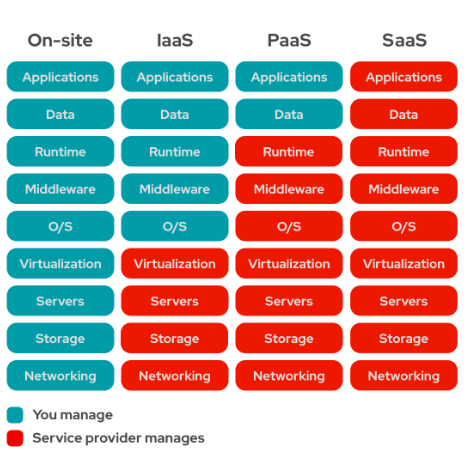 On-site IaaS PaaS SaaS
Applications Applications Applications Applications
Data Data Data Data
Runtime Runtime Runtime Runtime
Middleware Middleware Middleware Middleware
O/S O/S O/S O/S
Virtualization Virtualization Virtualization Virtualization
Servers Servers Servers Servers
Storage Storage Storage Storage
Networking Networking Networking Networking
You manage
Service provider manages